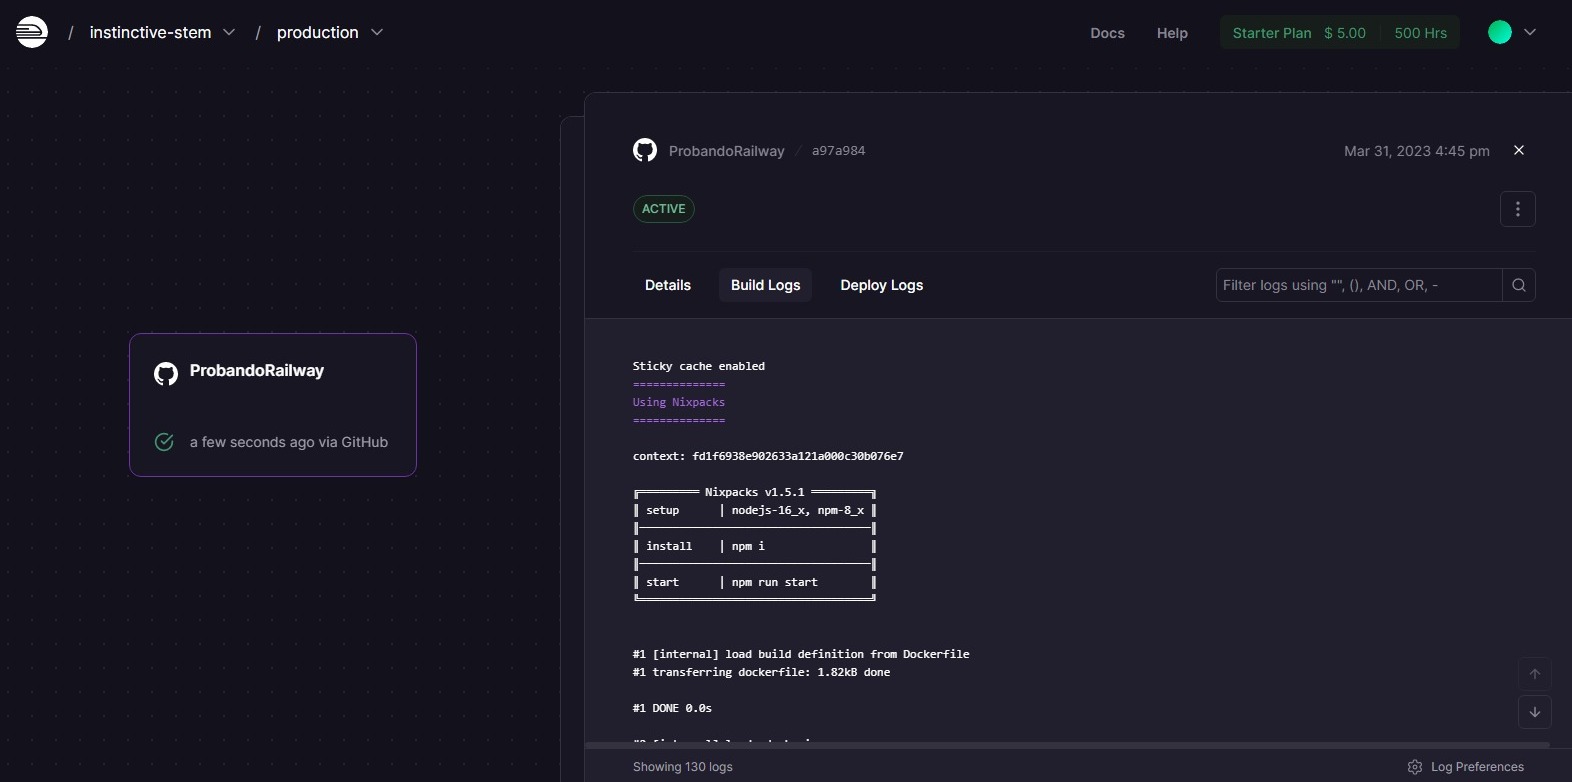 / instinctive-stem / production
Docs Help Starter Plan $ 5.00 500 Hrs
ProbandoRailway / a97a984 Mar 31, 2023 4:45 pm
ACTIVE
Details Build Logs Deploy Logs Filter logs using "", (), AND, OR, -
ProbandoRailway
a few seconds ago via GitHub
Sticky cache enabled
==============
Using Nixpacks
==============
context: fd1f6938e902633a121a000c30b076e7
Nixpacks v1.5.1
setup | nodejs-16_x, npm-8_x
install | npm i
start | npm run start
#1 [internal] load build definition from Dockerfile
#1 transferring dockerfile: 1.82kB done
#1 DONE 0.0s
Showing 130 logs Log Preferences